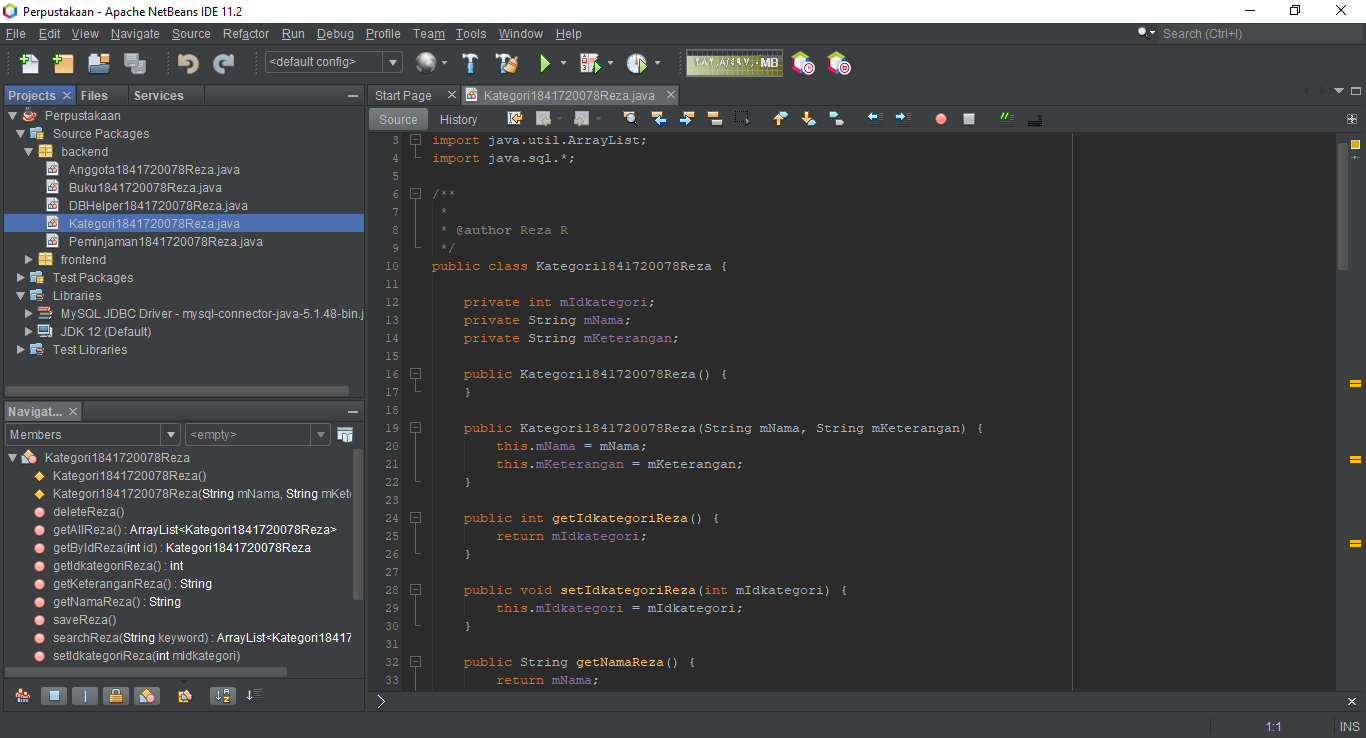 Perpustakaan - Apache NetBeans IDE 11.2
File Edit View Navigate Source Refactor Run Debug Profile Team Tools Window Help
Search (Ctrl+I)
<default config>
Projects Files Services
Perpustakaan
Source Packages
backend
Anggota1841720078Reza.java
Buku1841720078Reza.java
DBHelper1841720078Reza.java
Kategori1841720078Reza.java
Peminjaman1841720078Reza.java
frontend
Test Packages
Libraries
MySQL JDBC Driver - mysql-connector-java-5.1.48-bin.j
JDK 12 (Default)
Test Libraries
Navigat...
Members
<empty>
Kategori1841720078Reza
Kategori1841720078Reza()
Kategori1841720078Reza(String mNama, String mKet
deleteReza()
getAllReza() : ArrayList<Kategori1841720078Reza>
getByIdReza(int id) : Kategori1841720078Reza
getIdkategoriReza() : int
getKeteranganReza() : String
getNamaReza() : String
saveReza()
searchReza(String keyword) : ArrayList<Kategori18417
setIdkategoriReza(int mIdkategori)
Start Page Kategori1841720078Reza.java
Source History
3 import java.util.ArrayList;
4 import java.sql.*;
5
6 /**
7 *
8 * @author Reza R
9 */
10 public class Kategori1841720078Reza {
11
12 private int mIdkategori;
13 private String mNama;
14 private String mKeterangan;
15
16 public Kategori1841720078Reza() {
17 }
18
19 public Kategori1841720078Reza(String mNama, String mKeterangan) {
20 this.mNama = mNama;
21 this.mKeterangan = mKeterangan;
22 }
23
24 public int getIdkategoriReza() {
25 return mIdkategori;
26 }
27
28 public void setIdkategoriReza(int mIdkategori) {
29 this.mIdkategori = mIdkategori;
30 }
31
32 public String getNamaReza() {
33 return mNama;
1:1 INS